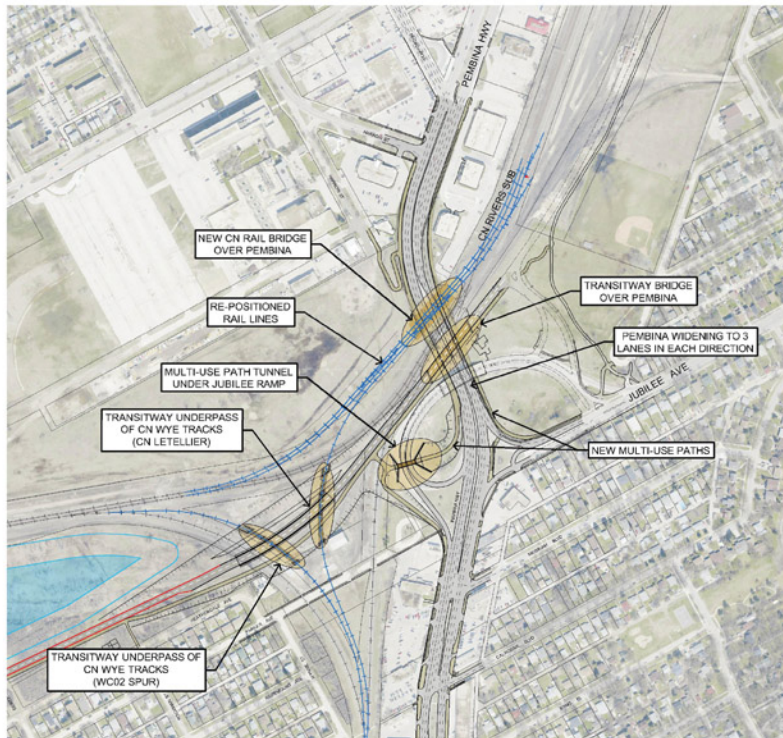 PEMBINA HWY
CN RIVERS SUB
NEW CN RAIL BRIDGE
OVER PEMBINA
TRANSITWAY BRIDGE
OVER PEMBINA
RE-POSITIONED
RAIL LINES
PEMBINA WIDENING TO 3
LANES IN EACH DIRECTION
MULTI-USE PATH TUNNEL
UNDER JUBILEE RAMP
JUBILEE AVE
TRANSITWAY UNDERPASS
OF CN WYE TRACKS
(CN LETELLIER)
NEW MULTI-USE PATHS
TRANSITWAY UNDERPASS OF
CN WYE TRACKS
(WC02 SPUR)